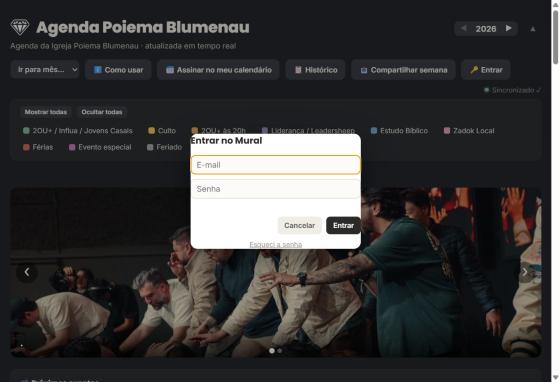 Agenda Poiema Blumenau
◀ 2026 ▶ ▲
Agenda da Igreja Poiema Blumenau · atualizada em tempo real
Ir para mês...
Como usar
Assinar no meu calendário
Histórico
Compartilhar semana
Entrar
Sincronizado ✓
Mostrar todas
Ocultar todas
2OU+ / Influa / Jovens Casais
Culto
2OU+ às 20h
Liderança / Leadersheep
Estudo Bíblico
Zadok Local
Férias
Evento especial
Feriado
Entrar no Mural
E-mail
Senha
Cancelar
Entrar
Esqueci a senha
Próximos eventos